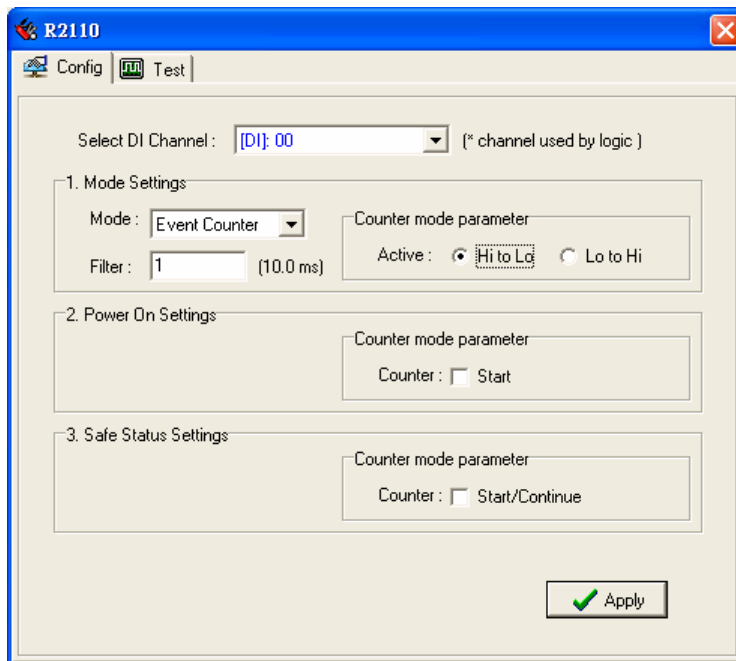 R2110
Config Test
Select DI Channel : [DI]: 00 (* channel used by logic )
1. Mode Settings
Mode : Event Counter
Counter mode parameter
Filter : 1 (10.0 ms)
Active : Hi to Lo Lo to Hi
2. Power On Settings
Counter mode parameter
Counter : Start
3. Safe Status Settings
Counter mode parameter
Counter : Start/Continue
Apply